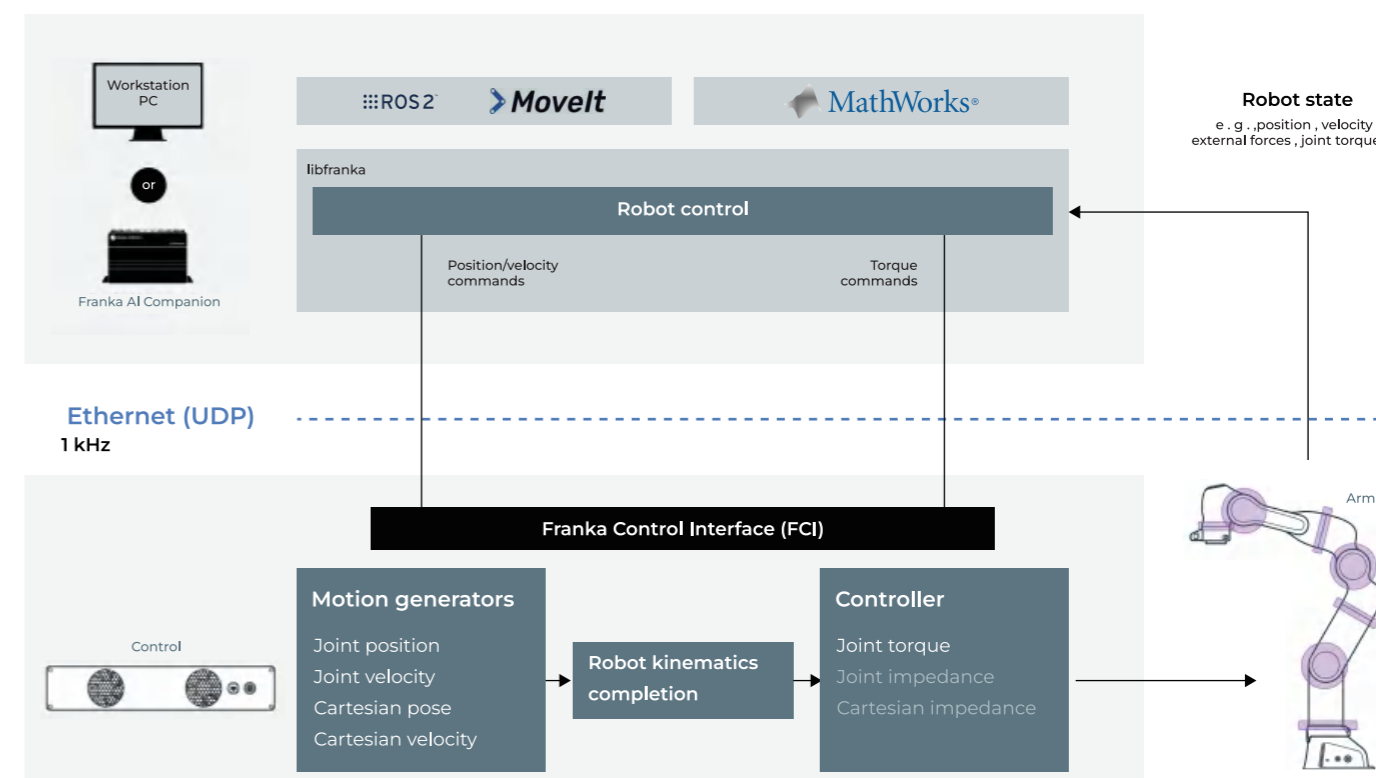 Workstation
PC
or
Franka AI Companion
ROS 2
MoveIt
MathWorks®
libfranka
Robot control
Position/velocity
commands
Torque
commands
Robot state
e . g . ,position , velocity
external forces , joint torque
Ethernet (UDP)
1 kHz
Franka Control Interface (FCI)
Control
Motion generators
Joint position
Joint velocity
Cartesian pose
Cartesian velocity
Robot kinematics
completion
Controller
Joint torque
Joint impedance
Cartesian impedance
Arm